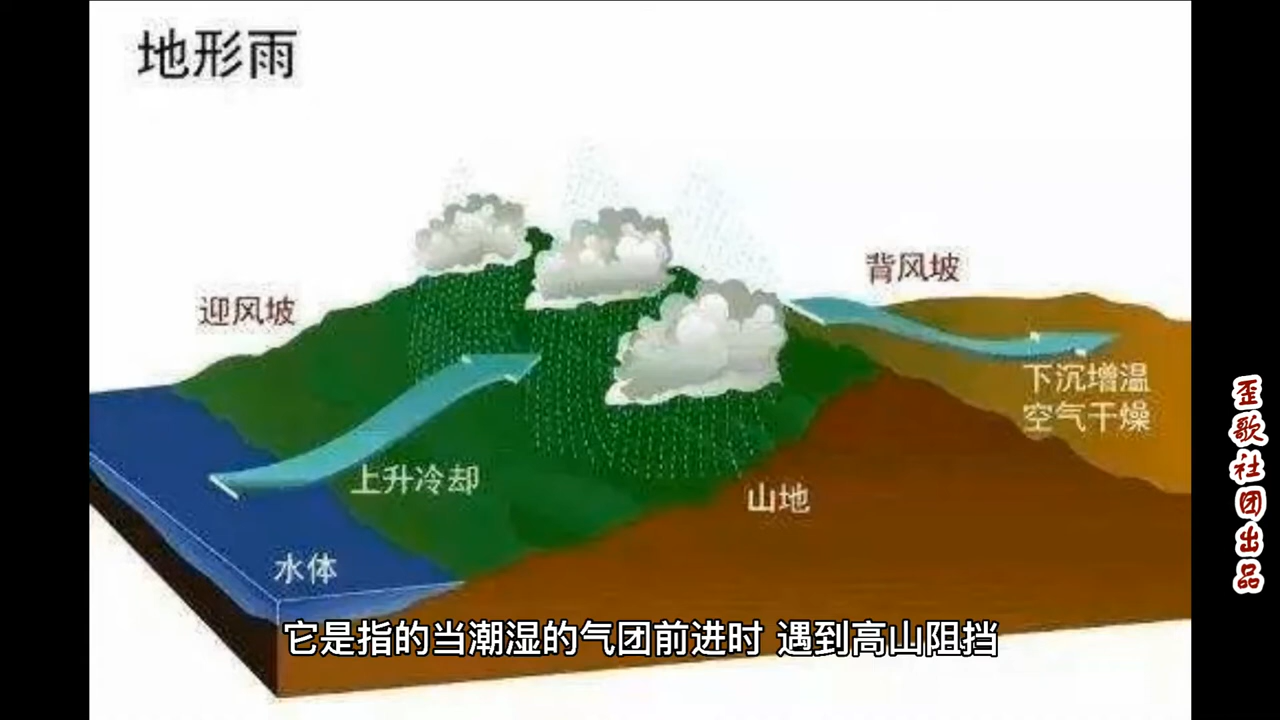 地形雨
背风坡
迎风坡
下沉增温
空气干燥
上升冷却
山地
水体
它是指的当潮湿的气团前进时 遇到高山阻挡
歪歌社团出品